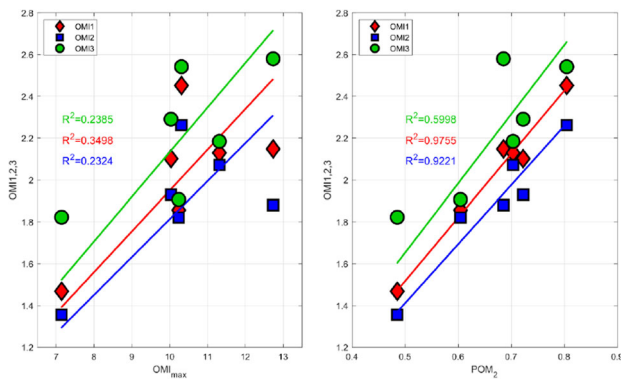 OMI1
OMI2
OMI3
R²=0.2385
R²=0.3498
R²=0.2324
2.8
2.6
2.4
2.2
2
1.8
1.6
1.4
1.2
OMI1,2,3
7
8
9
10
11
12
13
OMI_max
OMI1
OMI2
OMI3
R²=0.5998
R²=0.9755
R²=0.9221
2.8
2.6
2.4
2.2
2
1.8
1.6
1.4
1.2
OMI1,2,3
0.4
0.5
0.6
0.7
0.8
0.9
POM₂